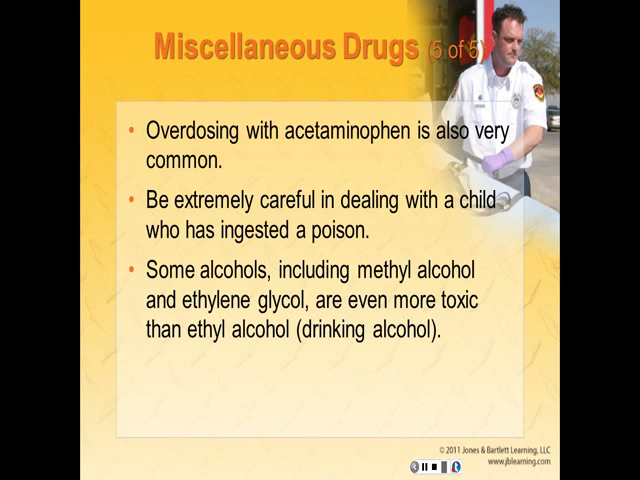 Miscellaneous Drugs (5 of 5)
• Overdosing with acetaminophen is also very
common.
• Be extremely careful in dealing with a child
who has ingested a poison.
• Some alcohols, including methyl alcohol
and ethylene glycol, are even more toxic
than ethyl alcohol (drinking alcohol).
© 2011 Jones & Bartlett Learning, LLC
www.jblearning.com